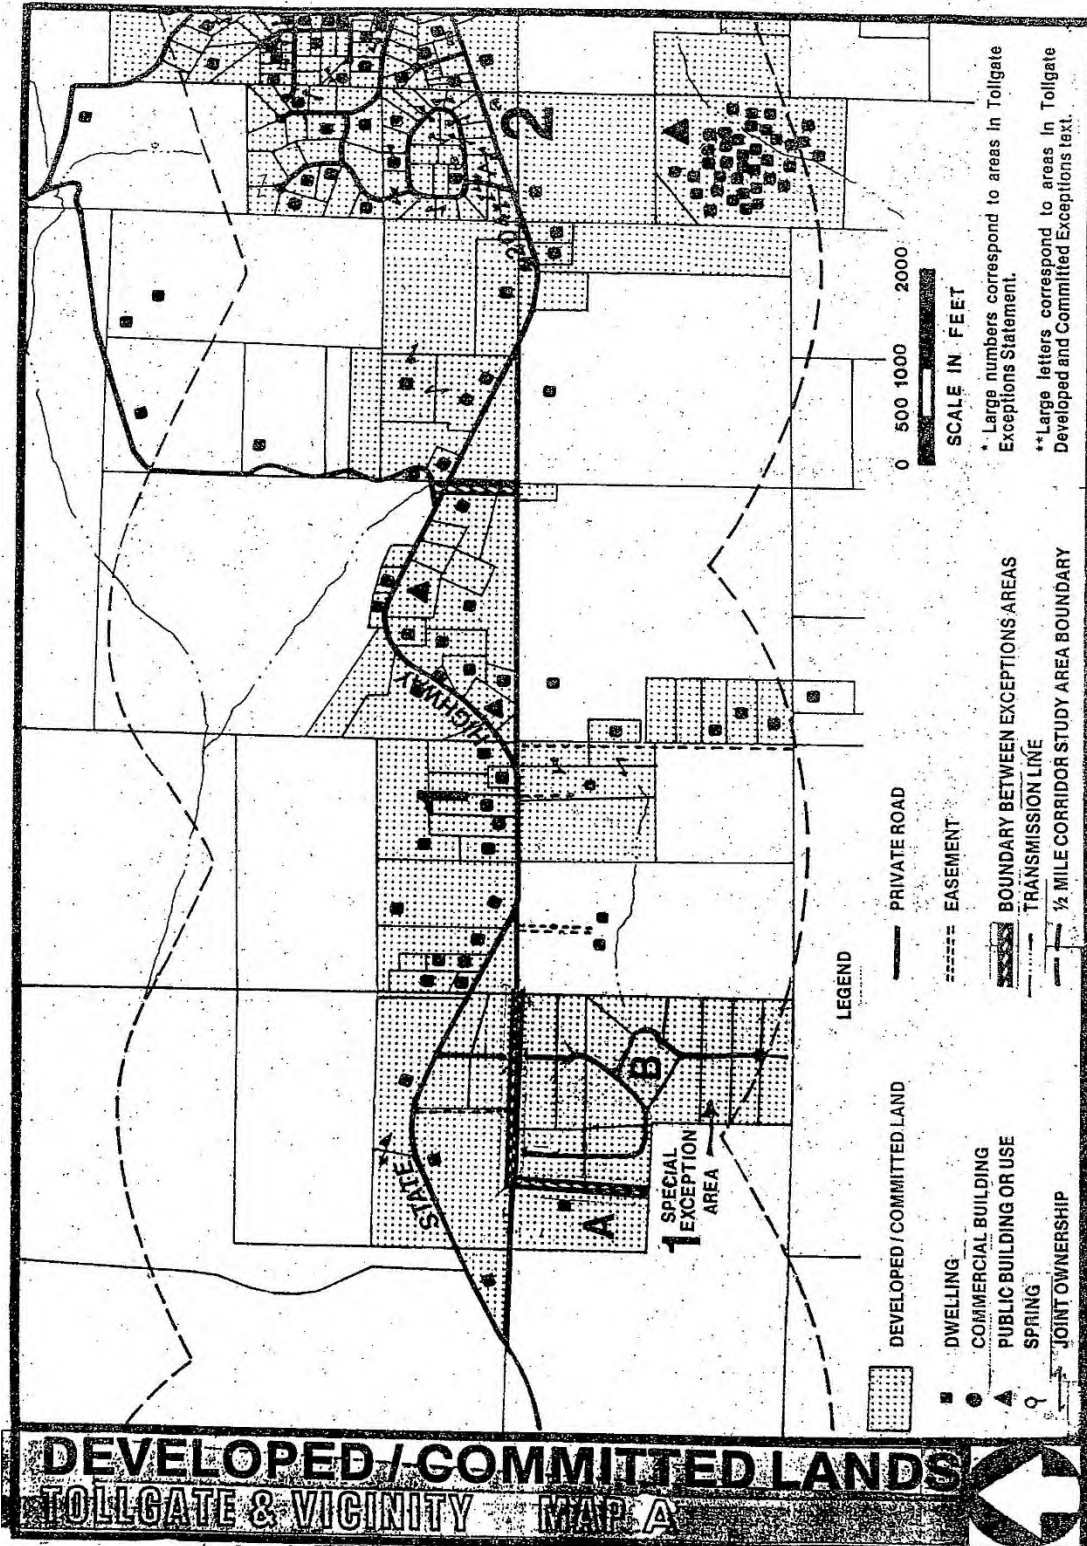 DEVELOPED / COMMITTED LANDS
TOLLGATE & VICINITY MAP A
STATE
HIGHWAY
204
1
2
A
B
1 SPECIAL
EXCEPTION
AREA
LEGEND
DEVELOPED / COMMITTED LAND
DWELLING
COMMERCIAL BUILDING
PUBLIC BUILDING OR USE
SPRING
JOINT OWNERSHIP
PRIVATE ROAD
EASEMENT
BOUNDARY BETWEEN EXCEPTIONS AREAS
TRANSMISSION LINE
½ MILE CORRIDOR STUDY AREA BOUNDARY
0 500 1000 2000
SCALE IN FEET
* Large numbers correspond to areas in Tollgate
Exceptions Statement.
**Large letters correspond to areas in Tollgate
Developed and Committed Exceptions text.